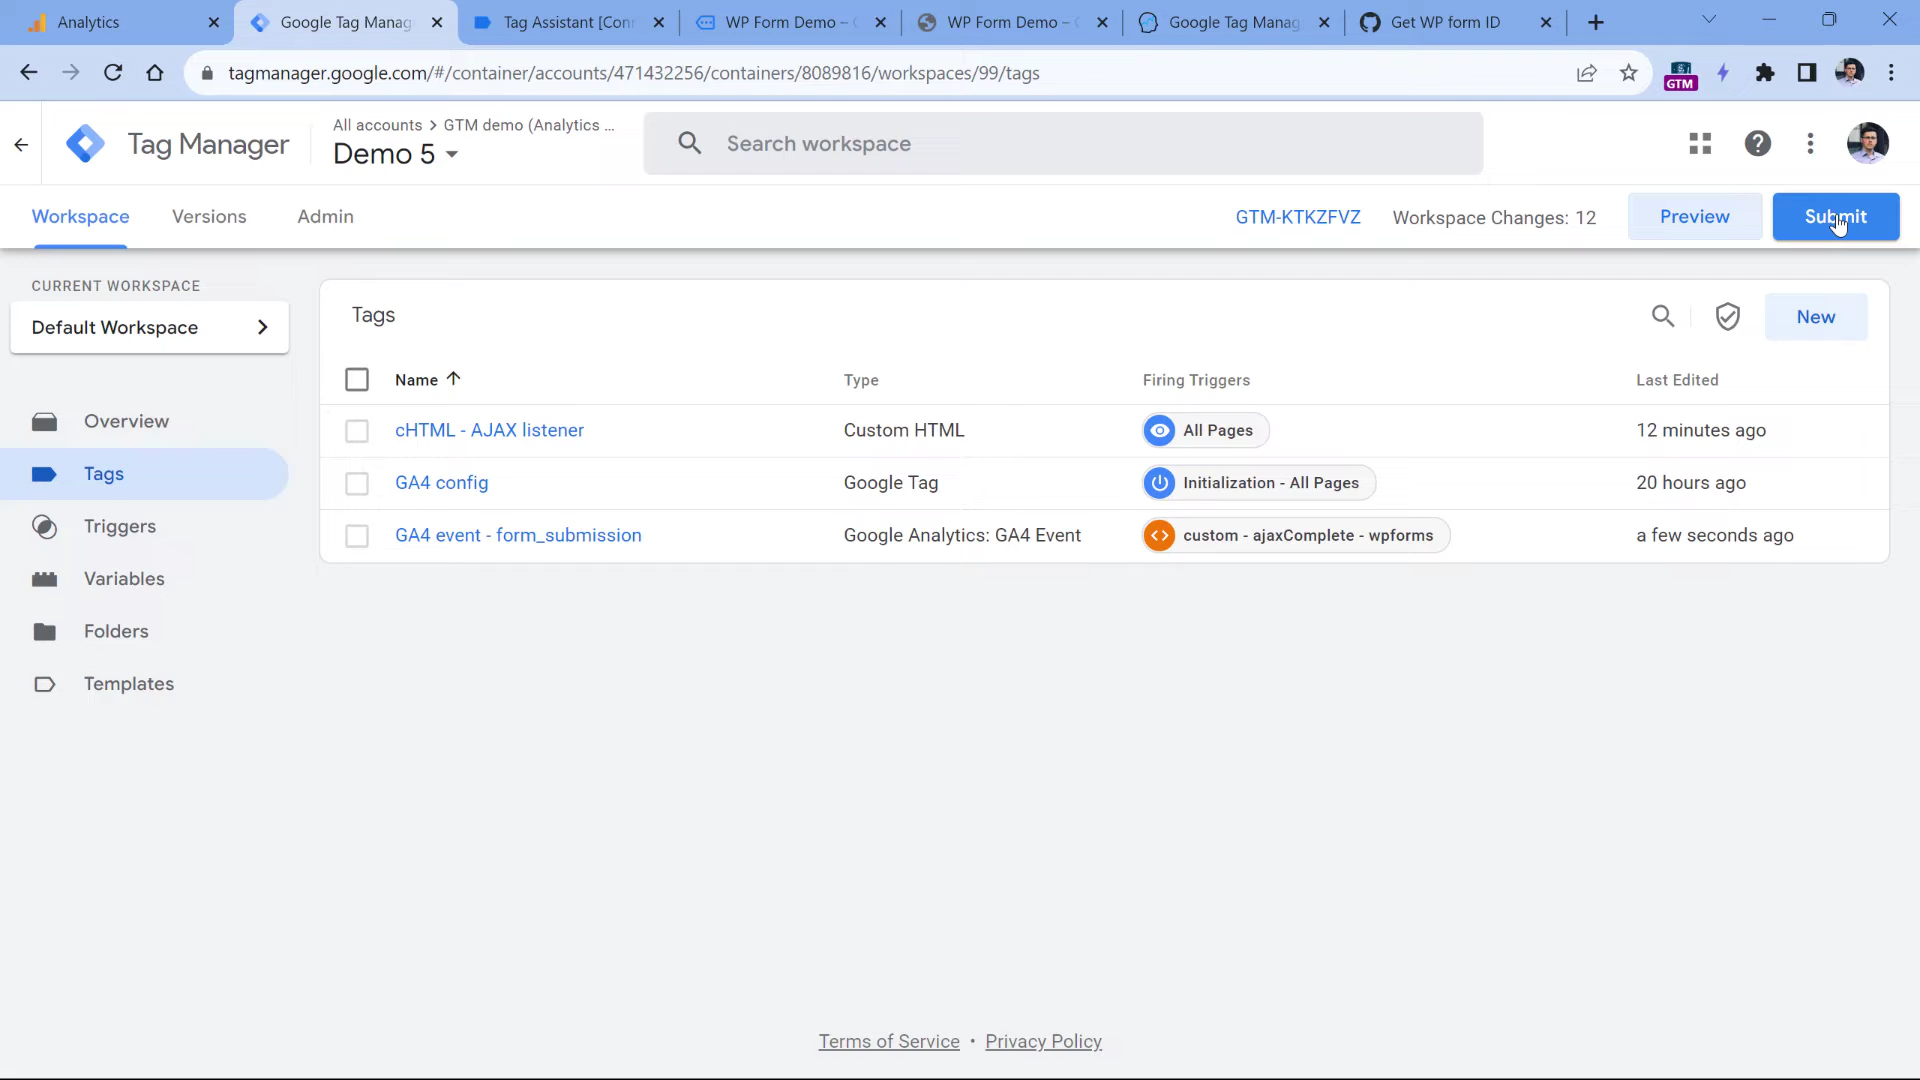 Analytics
Google Tag Manag
Tag Assistant [Con
WP Form Demo –
WP Form Demo –
Google Tag Manag
Get WP form ID
tagmanager.google.com/#/container/accounts/471432256/containers/8089816/workspaces/99/tags
GTM
Tag Manager
All accounts > GTM demo (Analytics ...
Demo 5
Search workspace
Workspace
Versions
Admin
GTM-KTKZFVZ
Workspace Changes: 12
Preview
Submit
CURRENT WORKSPACE
Default Workspace
Overview
Tags
Triggers
Variables
Folders
Templates
Tags
New
Name
Type
Firing Triggers
Last Edited
cHTML - AJAX listener
Custom HTML
All Pages
12 minutes ago
GA4 config
Google Tag
Initialization - All Pages
20 hours ago
GA4 event - form_submission
Google Analytics: GA4 Event
custom - ajaxComplete - wpforms
a few seconds ago
Terms of Service • Privacy Policy